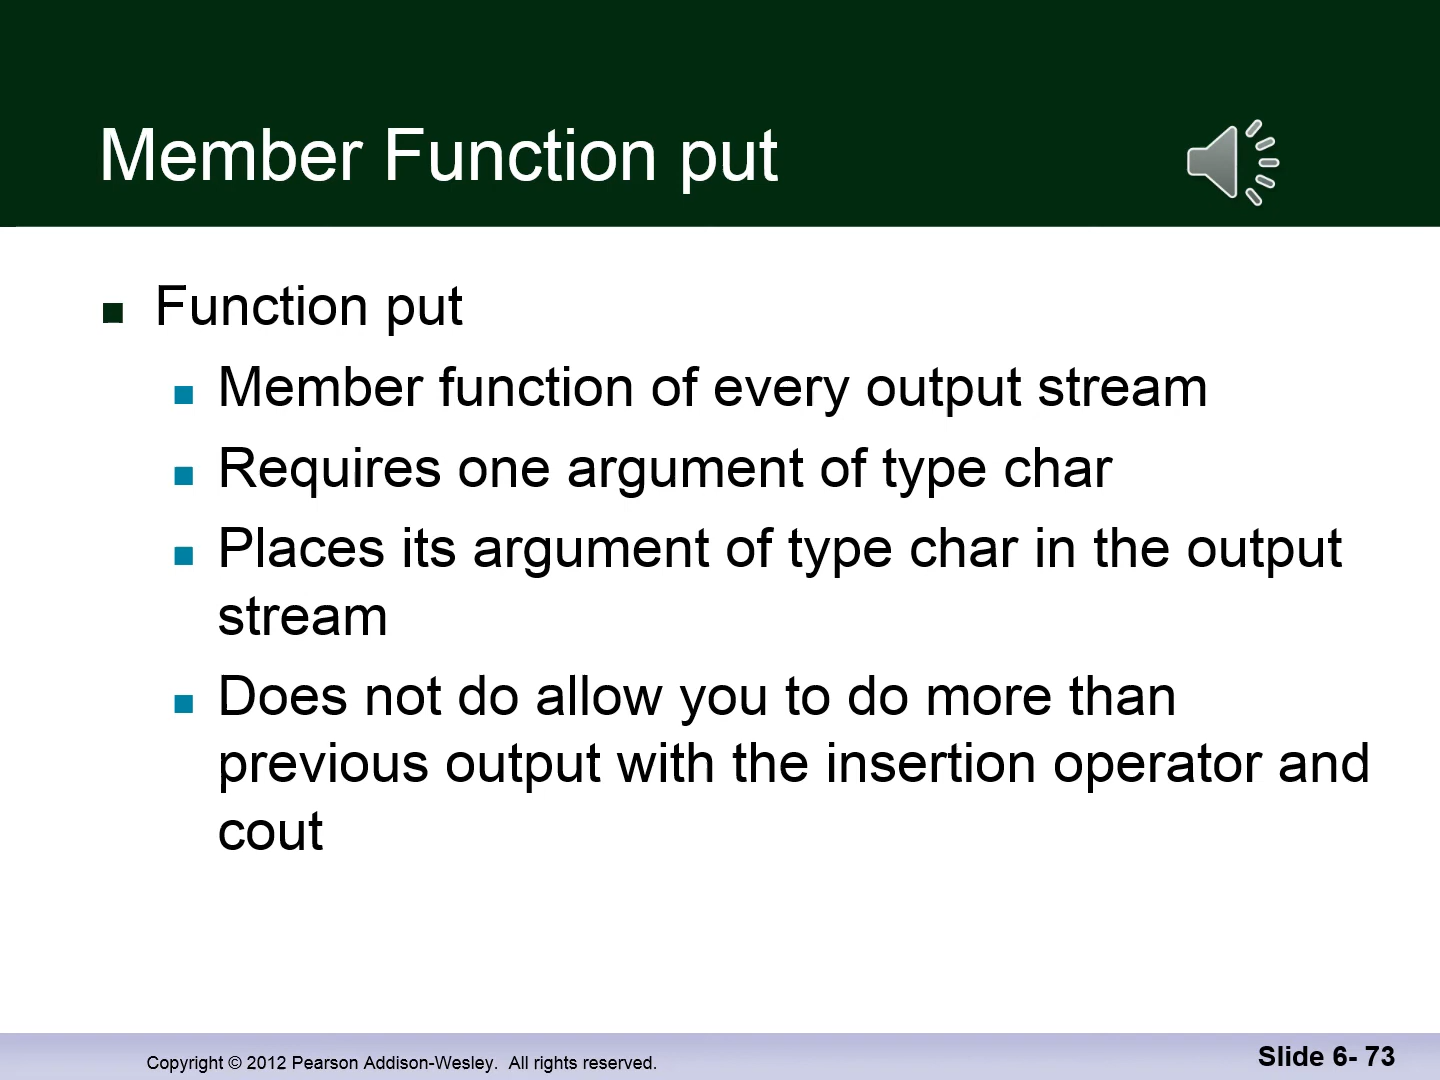 Member Function put
Function put
Member function of every output stream
Requires one argument of type char
Places its argument of type char in the output
stream
Does not do allow you to do more than
previous output with the insertion operator and
cout
Copyright © 2012 Pearson Addison-Wesley.  All rights reserved.
Slide 6- 73